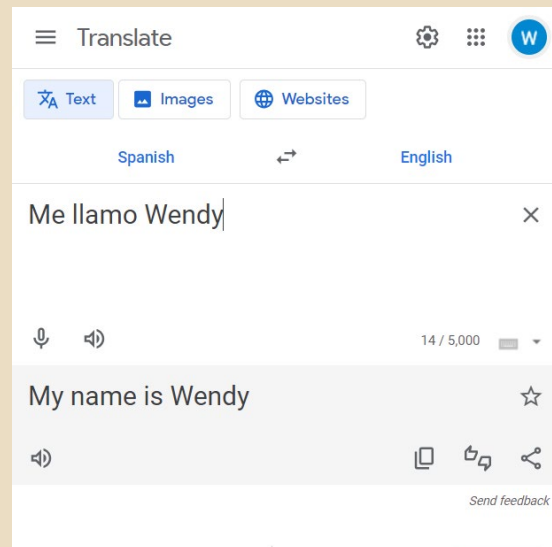 Translate
W
Text Images Websites
Spanish English
Me llamo Wendy
14 / 5,000
My name is Wendy
Send feedback